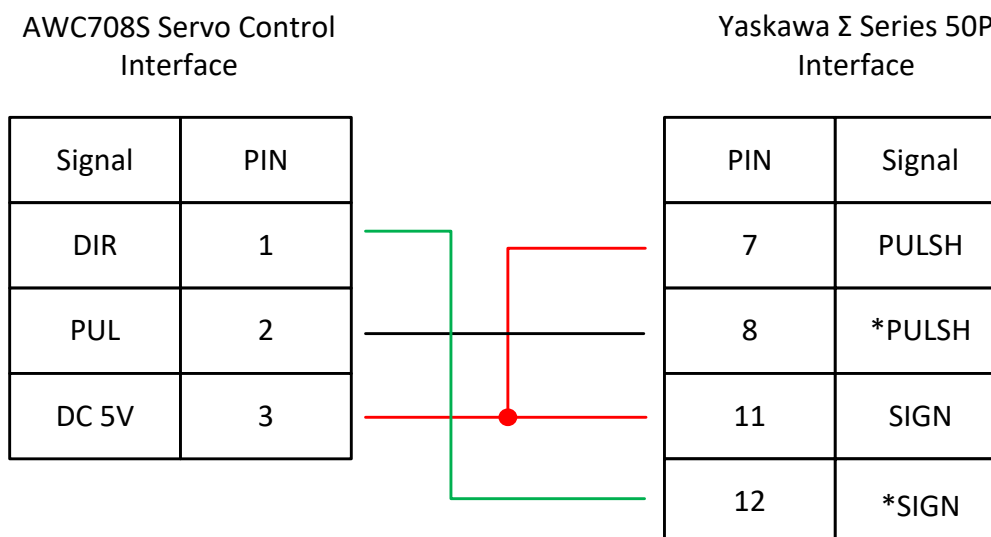 AWC708S Servo Control
Interface
Yaskawa Σ Series 50P
Interface
Signal PIN
DIR 1
PUL 2
DC 5V 3
PIN Signal
7 PULSH
8 *PULSH
11 SIGN
12 *SIGN